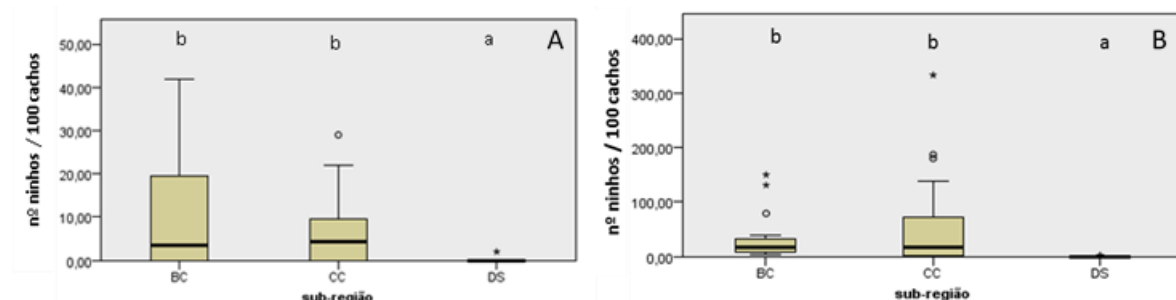 nº ninhos / 100 cachos
50,00
40,00
30,00
20,00
10,00
0,00
b
b
a
A
BC
CC
DS
sub-região
nº ninhos / 100 cachos
400,00
300,00
200,00
100,00
0,00
b
b
a
B
BC
CC
DS
sub-região